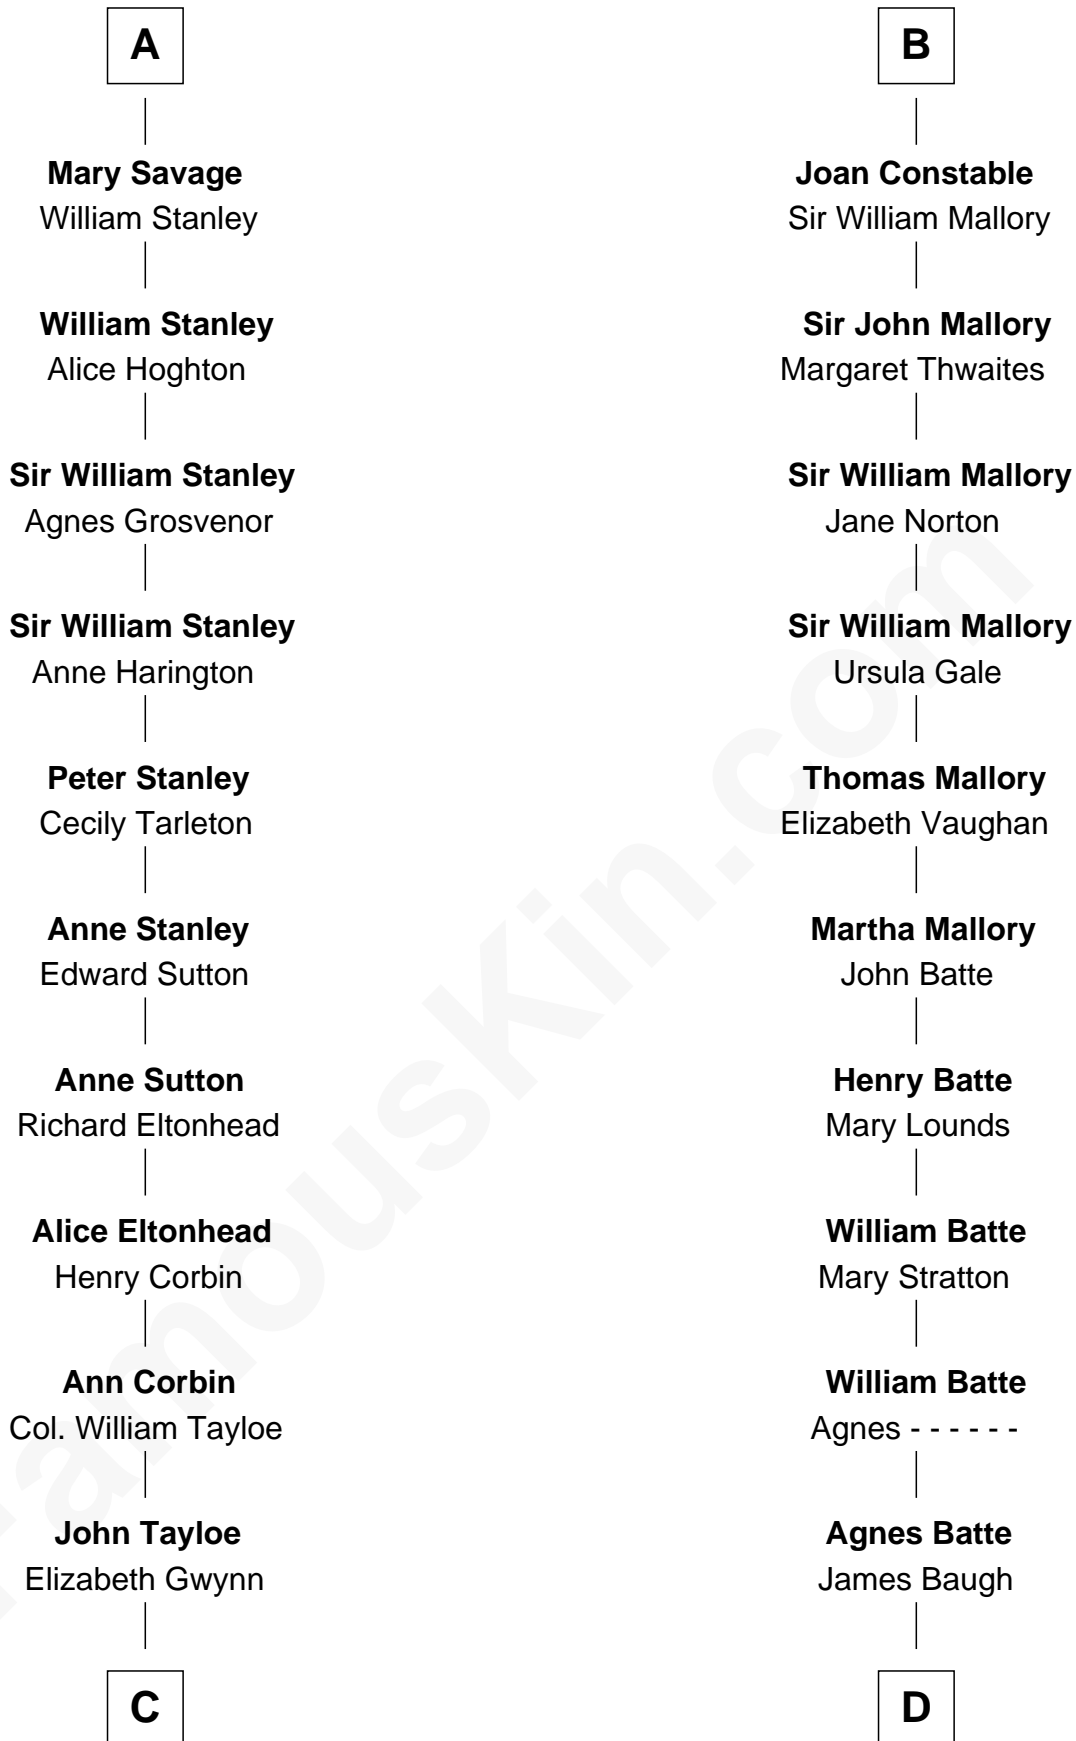 A
Mary Savage
William Stanley
William Stanley
Alice Hoghton
Sir William Stanley
Agnes Grosvenor
Sir William Stanley
Anne Harington
Peter Stanley
Cecily Tarleton
Anne Stanley
Edward Sutton
Anne Sutton
Richard Eltonhead
Alice Eltonhead
Henry Corbin
Ann Corbin
Col. William Tayloe
John Tayloe
Elizabeth Gwynn
C
B
Joan Constable
Sir William Mallory
Sir John Mallory
Margaret Thwaites
Sir William Mallory
Jane Norton
Sir William Mallory
Ursula Gale
Thomas Mallory
Elizabeth Vaughan
Martha Mallory
John Batte
Henry Batte
Mary Lounds
William Batte
Mary Stratton
William Batte
Agnes - - - - - -
Agnes Batte
James Baugh
D
FamousKin.com